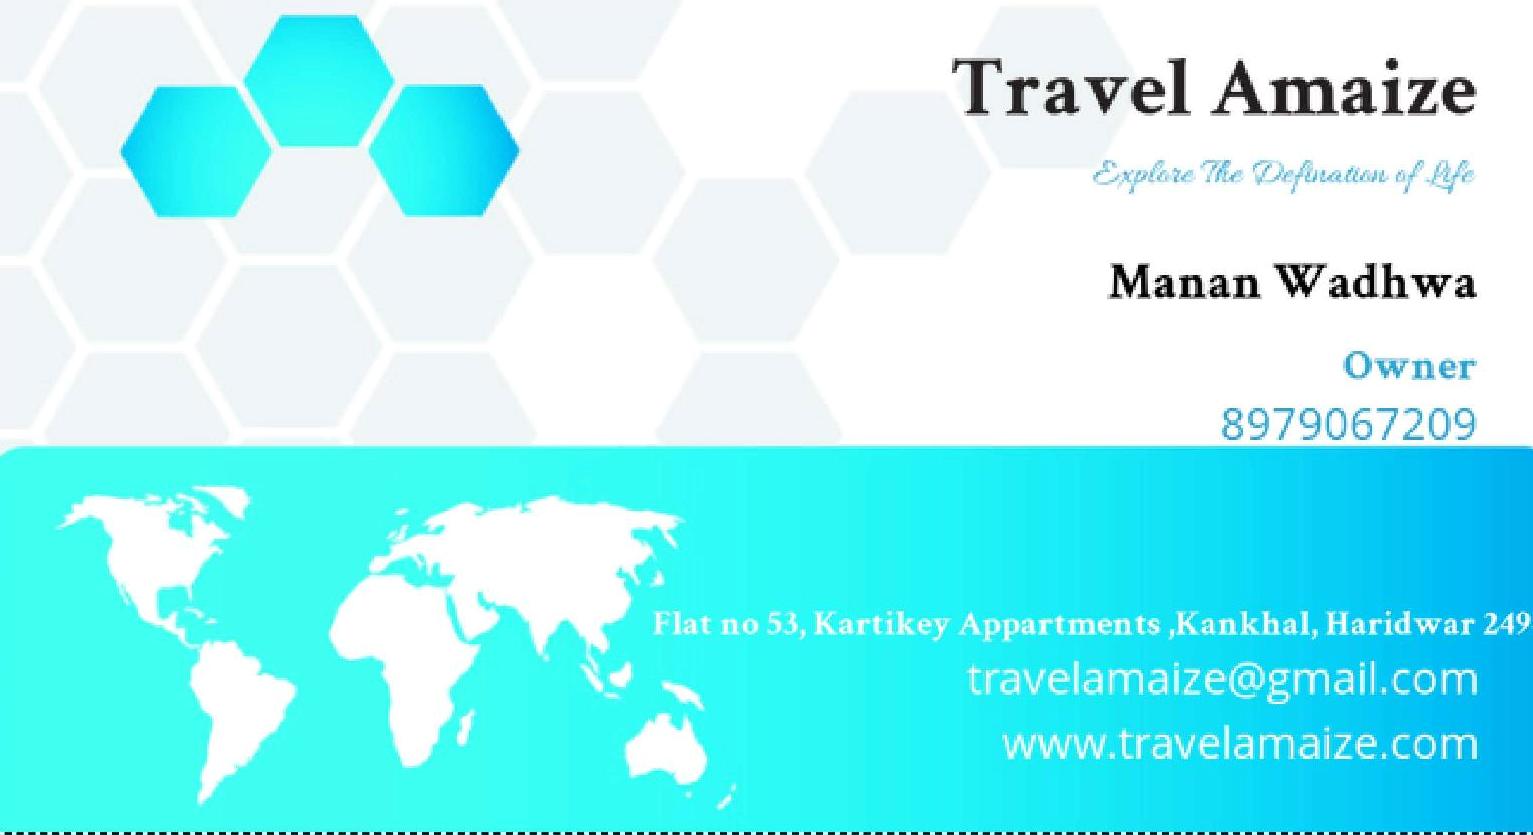 Travel Amaize
Explore The Defination of Life
Manan Wadhwa
Owner
8979067209
Flat no 53, Kartikey Appartments ,Kankhal, Haridwar 249
travelamaize@gmail.com
www.travelamaize.com